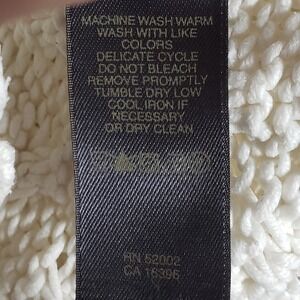 MACHINE WASH WARM
WASH WITH LIKE
COLORS
DELICATE CYCLE
DO NOT BLEACH
REMOVE PROMPTLY
TUMBLE DRY LOW
COOL IRON IF
NECESSARY
OR DRY CLEAN
RN 52002
CA 16396